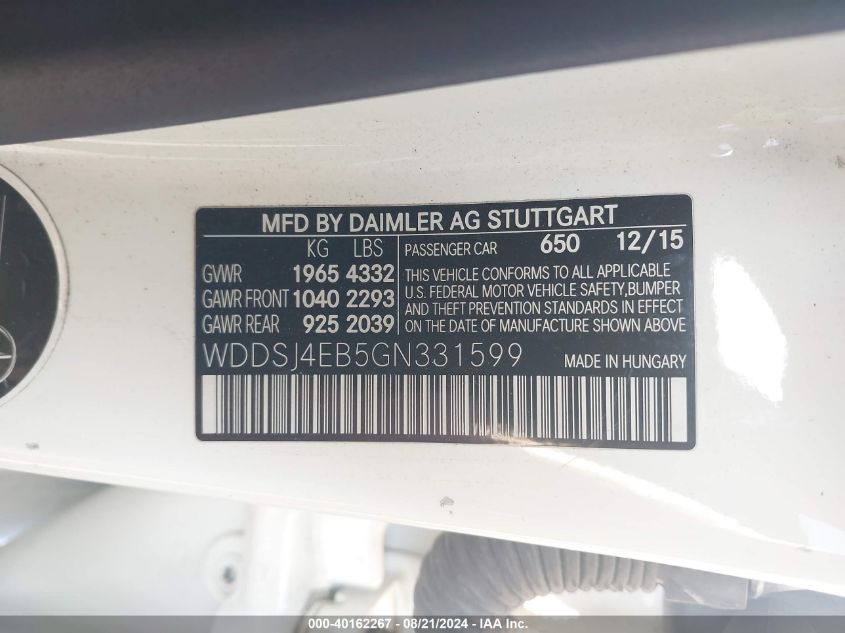 MFD BY DAIMLER AG STUTTGART
KG LBS
GVWR 1965 4332
GAWR FRONT 1040 2293
GAWR REAR 925 2039
PASSENGER CAR 650 12/15
THIS VEHICLE CONFORMS TO ALL APPLICABLE
U.S. FEDERAL MOTOR VEHICLE SAFETY,BUMPER
AND THEFT PREVENTION STANDARDS IN EFFECT
ON THE DATE OF MANUFACTURE SHOWN ABOVE
WDDSJ4EB5GN331599
MADE IN HUNGARY
000-40162267 - 08/21/2024 - IAA, Inc.